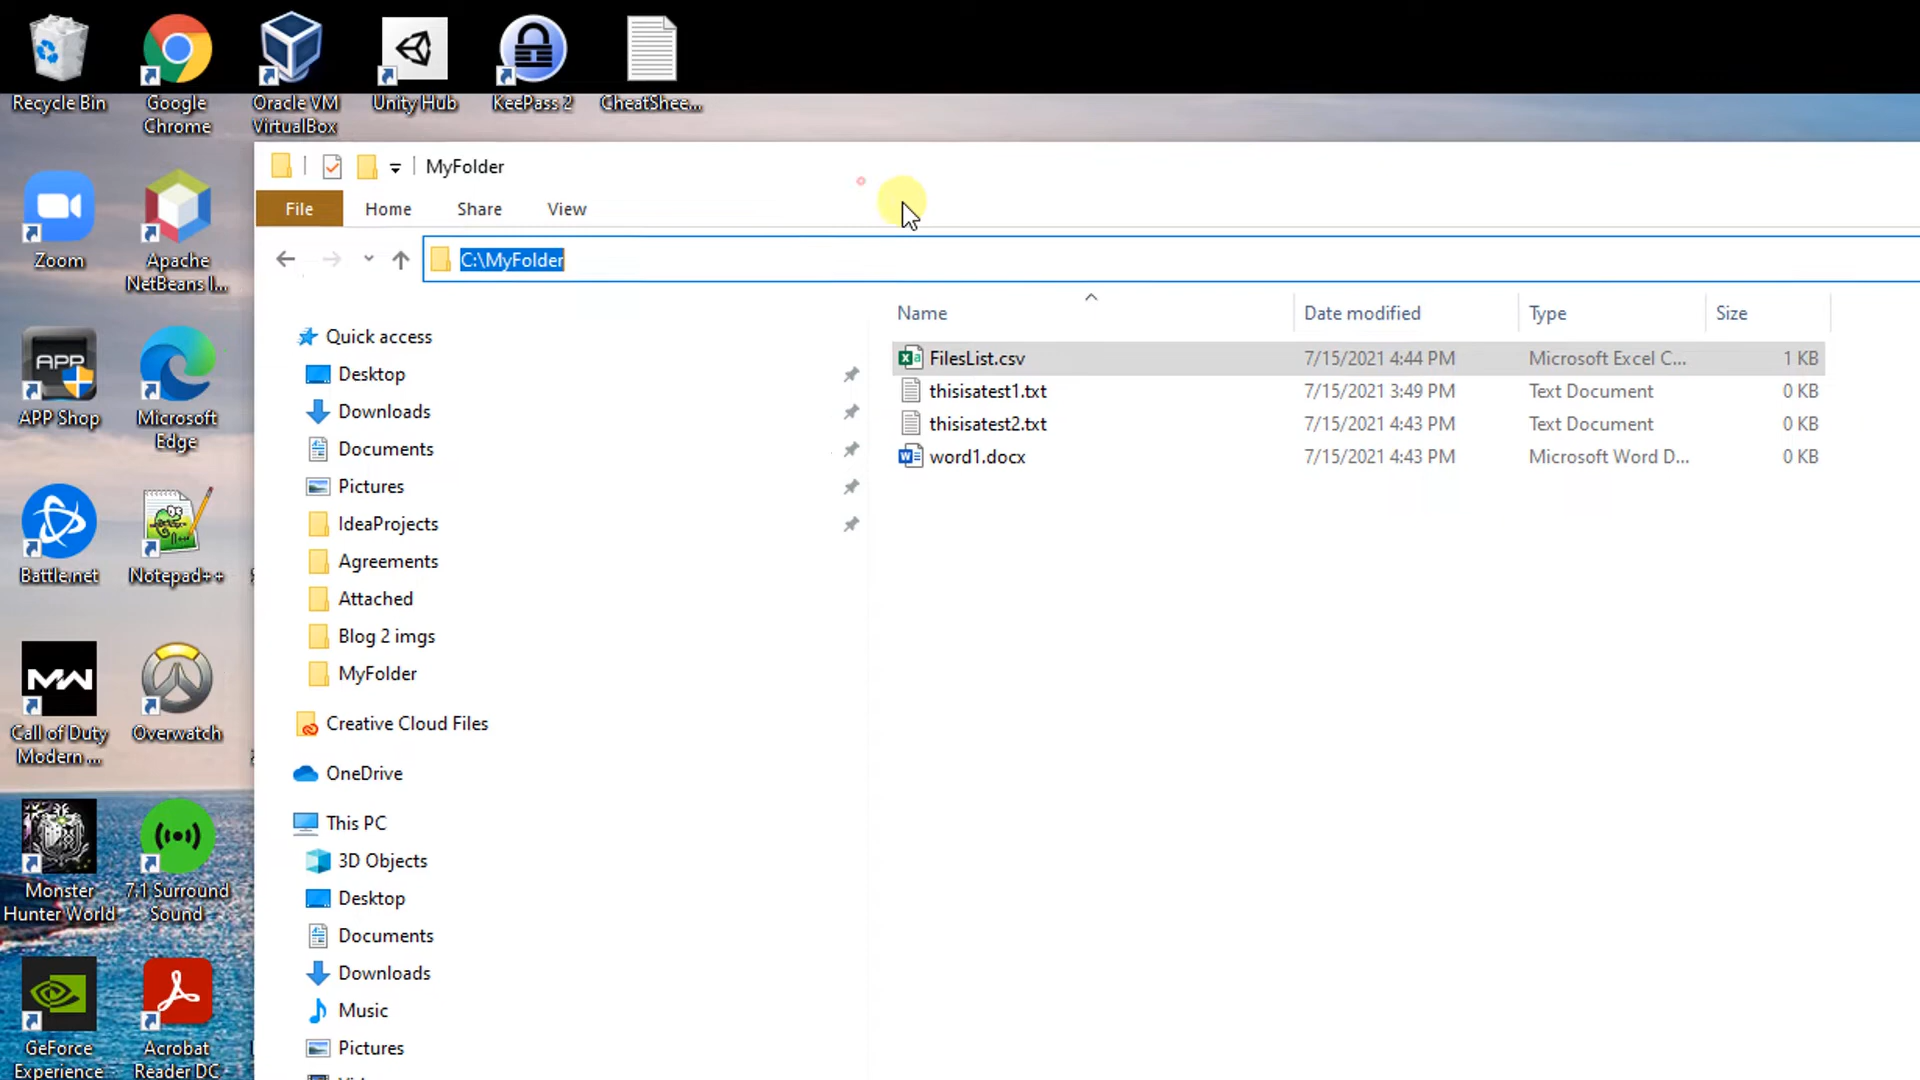 Recycle Bin
Google
Chrome
Oracle VM
VirtualBox
Unity Hub
KeePass 2
CheatShee...
Zoom
Apache
NetBeans I...
APP
APP Shop
Microsoft
Edge
Battle.net
Notepad++
MW
Call of Duty
Modern ...
Overwatch
Monster
Hunter World
7.1 Surround
Sound
GeForce
Experience
Acrobat
Reader DC
MyFolder
File
Home
Share
View
C:\MyFolder
Quick access
Desktop
Downloads
Documents
Pictures
IdeaProjects
Agreements
Attached
Blog 2 imgs
MyFolder
Creative Cloud Files
OneDrive
This PC
3D Objects
Desktop
Documents
Downloads
Music
Pictures
Name Date modified Type Size
FilesList.csv 7/15/2021 4:44 PM Microsoft Excel C... 1 KB
thisisatest1.txt 7/15/2021 3:49 PM Text Document 0 KB
thisisatest2.txt 7/15/2021 4:43 PM Text Document 0 KB
word1.docx 7/15/2021 4:43 PM Microsoft Word D... 0 KB